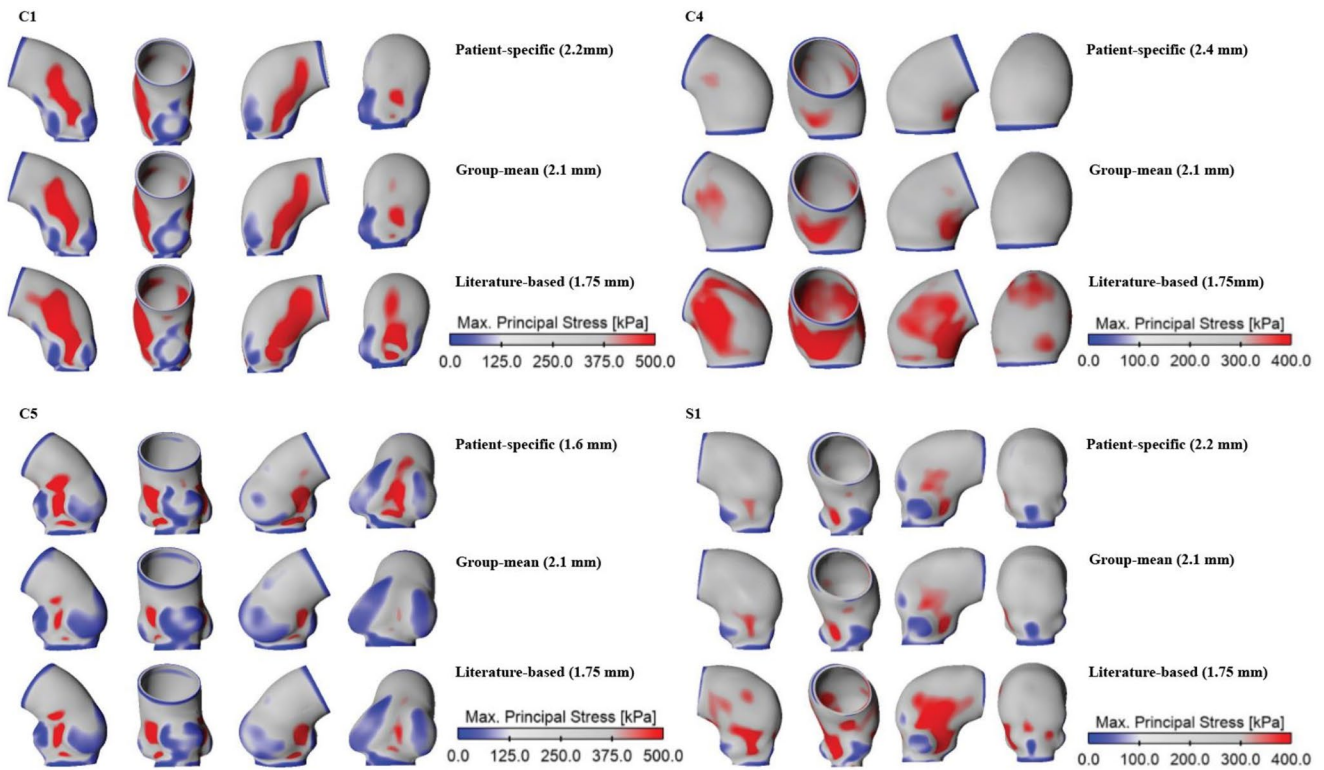 C1
Patient-specific (2.2mm)
Group-mean (2.1 mm)
Literature-based (1.75 mm)
Max. Principal Stress [kPa]
0.0 125.0 250.0 375.0 500.0
C4
Patient-specific (2.4 mm)
Group-mean (2.1 mm)
Literature-based (1.75mm)
Max. Principal Stress [kPa]
0.0 100.0 200.0 300.0 400.0
C5
Patient-specific (1.6 mm)
Group-mean (2.1 mm)
Literature-based (1.75 mm)
Max. Principal Stress [kPa]
0.0 125.0 250.0 375.0 500.0
S1
Patient-specific (2.2 mm)
Group-mean (2.1 mm)
Literature-based (1.75 mm)
Max. Principal Stress [kPa]
0.0 100.0 200.0 300.0 400.0